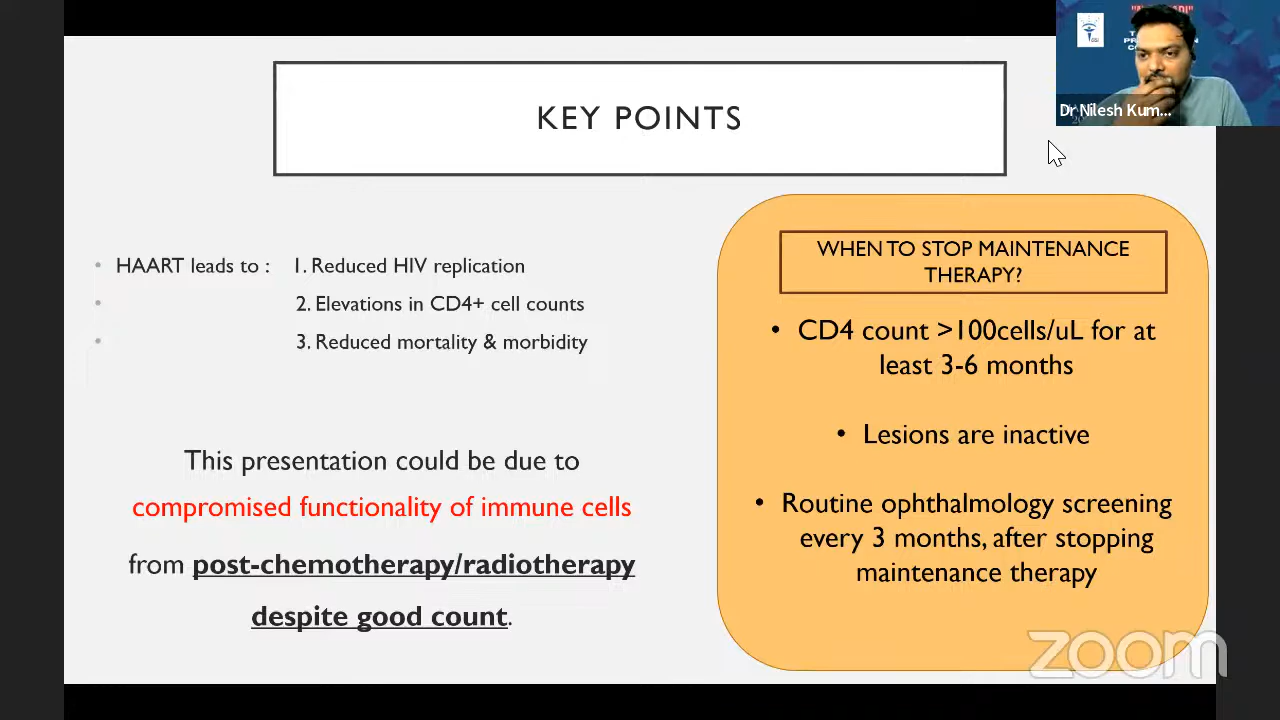 KEY POINTS
Dr Nilesh Kum...
• HAART leads to : 1. Reduced HIV replication
• 2. Elevations in CD4+ cell counts
• 3. Reduced mortality & morbidity
This presentation could be due to
compromised functionality of immune cells
from post-chemotherapy/radiotherapy
despite good count.
WHEN TO STOP MAINTENANCE
THERAPY?
• CD4 count >100cells/uL for at
least 3-6 months
• Lesions are inactive
• Routine ophthalmology screening
every 3 months, after stopping
maintenance therapy
zoom